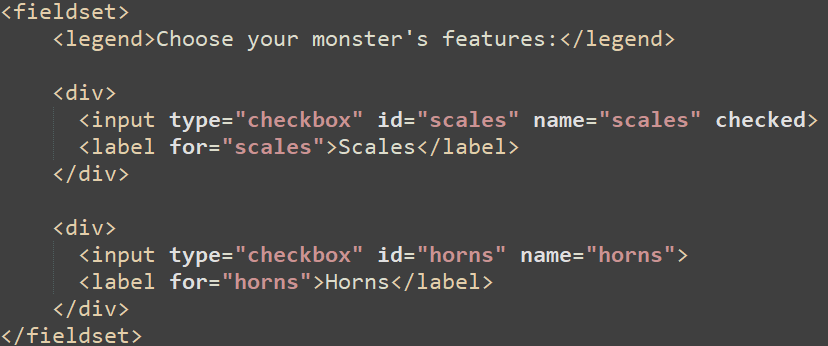 <fieldset>
    <legend>Choose your monster's features:</legend>

    <div>
      <input type="checkbox" id="scales" name="scales" checked>
      <label for="scales">Scales</label>
    </div>

    <div>
      <input type="checkbox" id="horns" name="horns">
      <label for="horns">Horns</label>
    </div>
</fieldset>